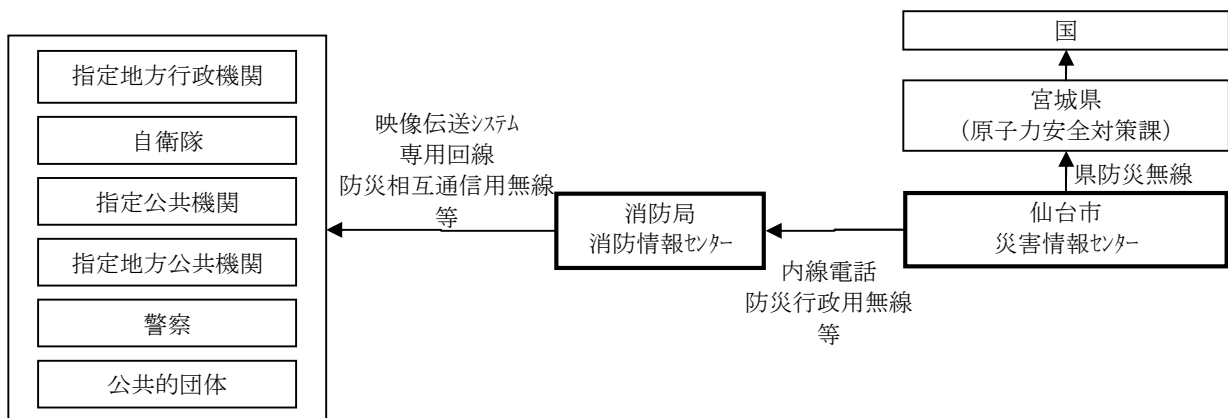 指定地方行政機関
自衛隊
指定公共機関
指定地方公共機関
警察
公共的団体
映像伝送ｼｽﾃﾑ
専用回線
防災相互通信用無線
等
消防局
消防情報ｾﾝﾀｰ
内線電話
防災行政用無線
等
国
宮城県
(原子力安全対策課)
県防災無線
仙台市
災害情報ｾﾝﾀｰ